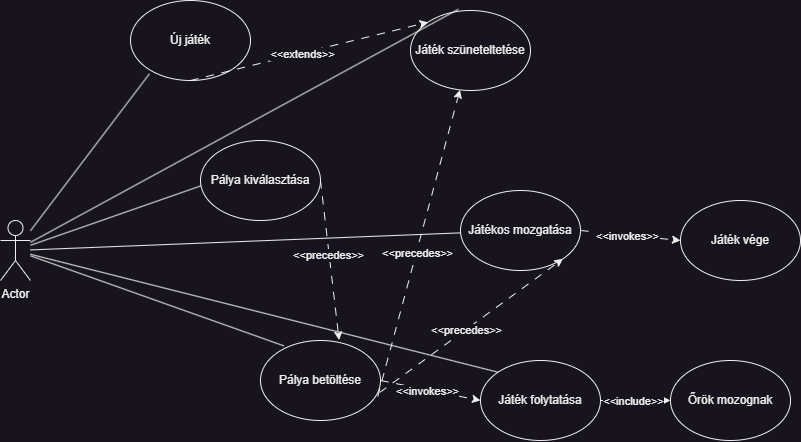 Új játék
<<extends>>
Játék szüneteltetése
Pálya kiválasztása
Játékos mozgatása
<<invokes>>
Játék vége
<<precedes>>
<<precedes>>
Actor
<<precedes>>
Pálya betöltése
<<invokes>>
Játék folytatása
<<include>>
Őrök mozognak